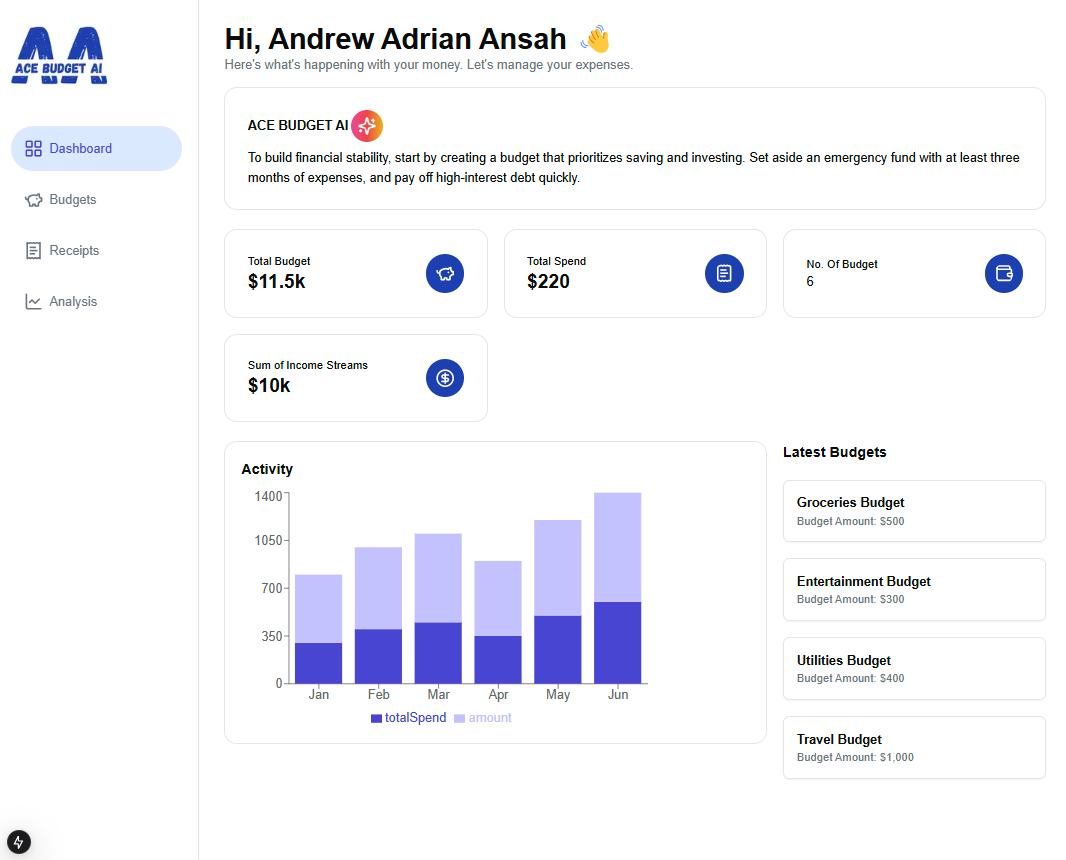 ACE BUDGET AI
Dashboard
Budgets
Receipts
Analysis
Hi, Andrew Adrian Ansah 👋
Here's what's happening with your money. Let's manage your expenses.
ACE BUDGET AI
To build financial stability, start by creating a budget that prioritizes saving and investing. Set aside an emergency fund with at least three
months of expenses, and pay off high-interest debt quickly.
Total Budget
$11.5k
Total Spend
$220
No. Of Budget
6
Sum of Income Streams
$10k
Activity
1400
1050
700
350
0
Jan Feb Mar Apr May Jun
totalSpend amount
Latest Budgets
Groceries Budget
Budget Amount: $500
Entertainment Budget
Budget Amount: $300
Utilities Budget
Budget Amount: $400
Travel Budget
Budget Amount: $1,000